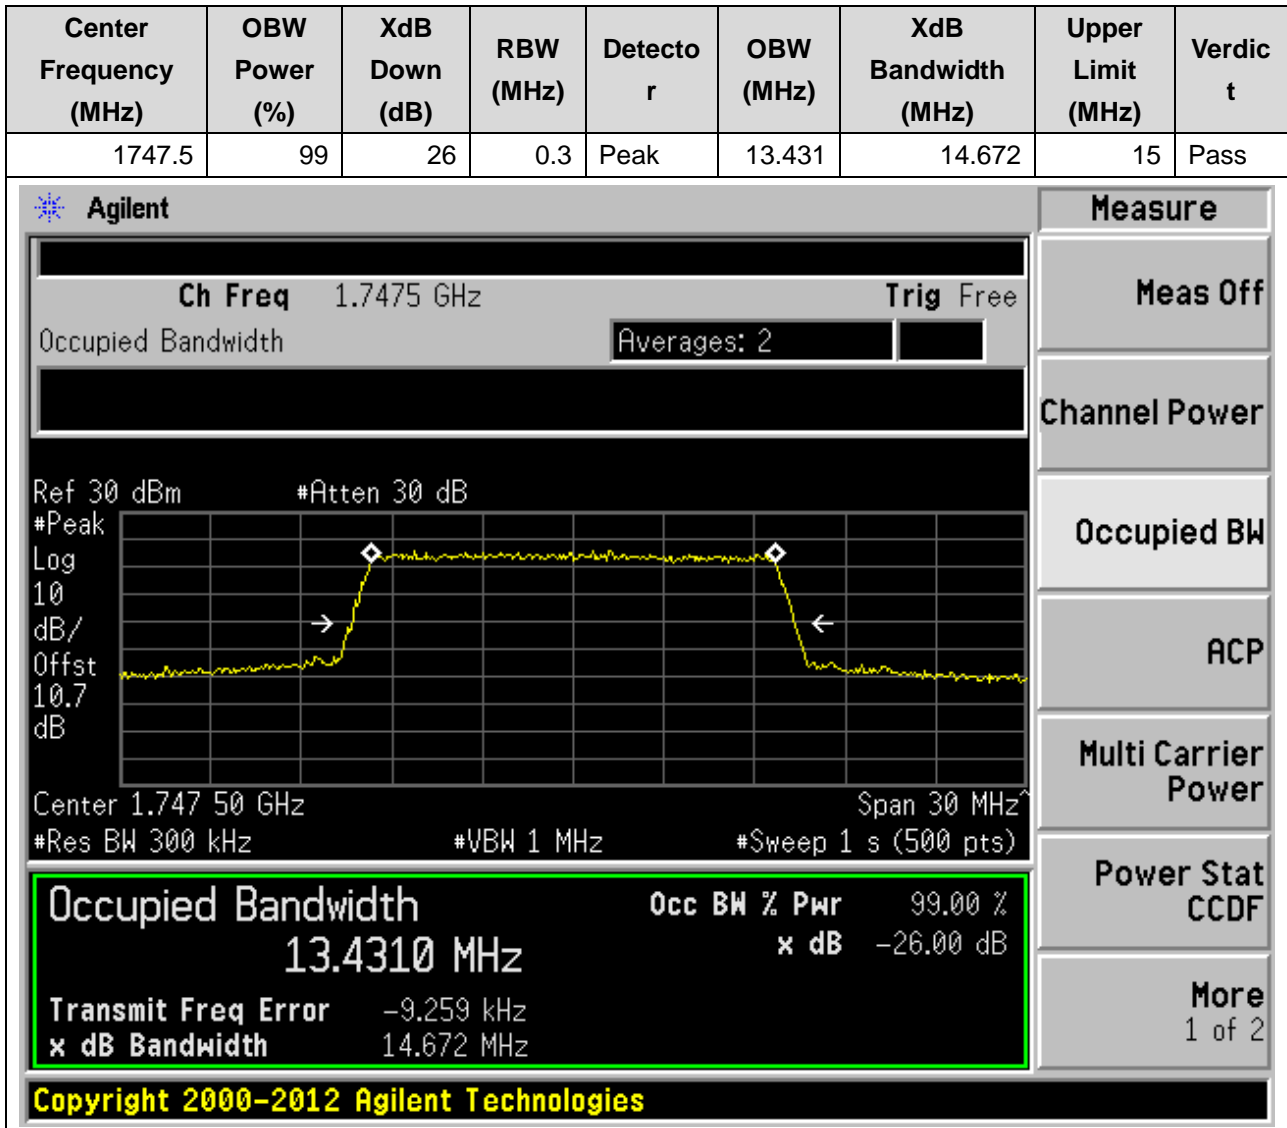 Center Frequency (MHz) OBW Power (%) XdB Down (dB) RBW (MHz) Detecto r OBW (MHz) XdB Bandwidth (MHz) Upper Limit (MHz) Verdic t
1747.5 99 26 0.3 Peak 13.431 14.672 15 Pass
Agilent
Measure
Ch Freq 1.7475 GHz Trig Free
Occupied Bandwidth Averages: 2
Ref 30 dBm #Atten 30 dB
#Peak
Log
10
dB/
Offst
10.7
dB
Center 1.747 50 GHz Span 30 MHz^
#Res BW 300 kHz #VBW 1 MHz #Sweep 1 s (500 pts)
Occupied Bandwidth Occ BW % Pwr 99.00 %
13.4310 MHz x dB -26.00 dB
Transmit Freq Error -9.259 kHz
x dB Bandwidth 14.672 MHz
Meas Off
Channel Power
Occupied BW
ACP
Multi Carrier
Power
Power Stat
CCDF
More
1 of 2
Copyright 2000-2012 Agilent Technologies